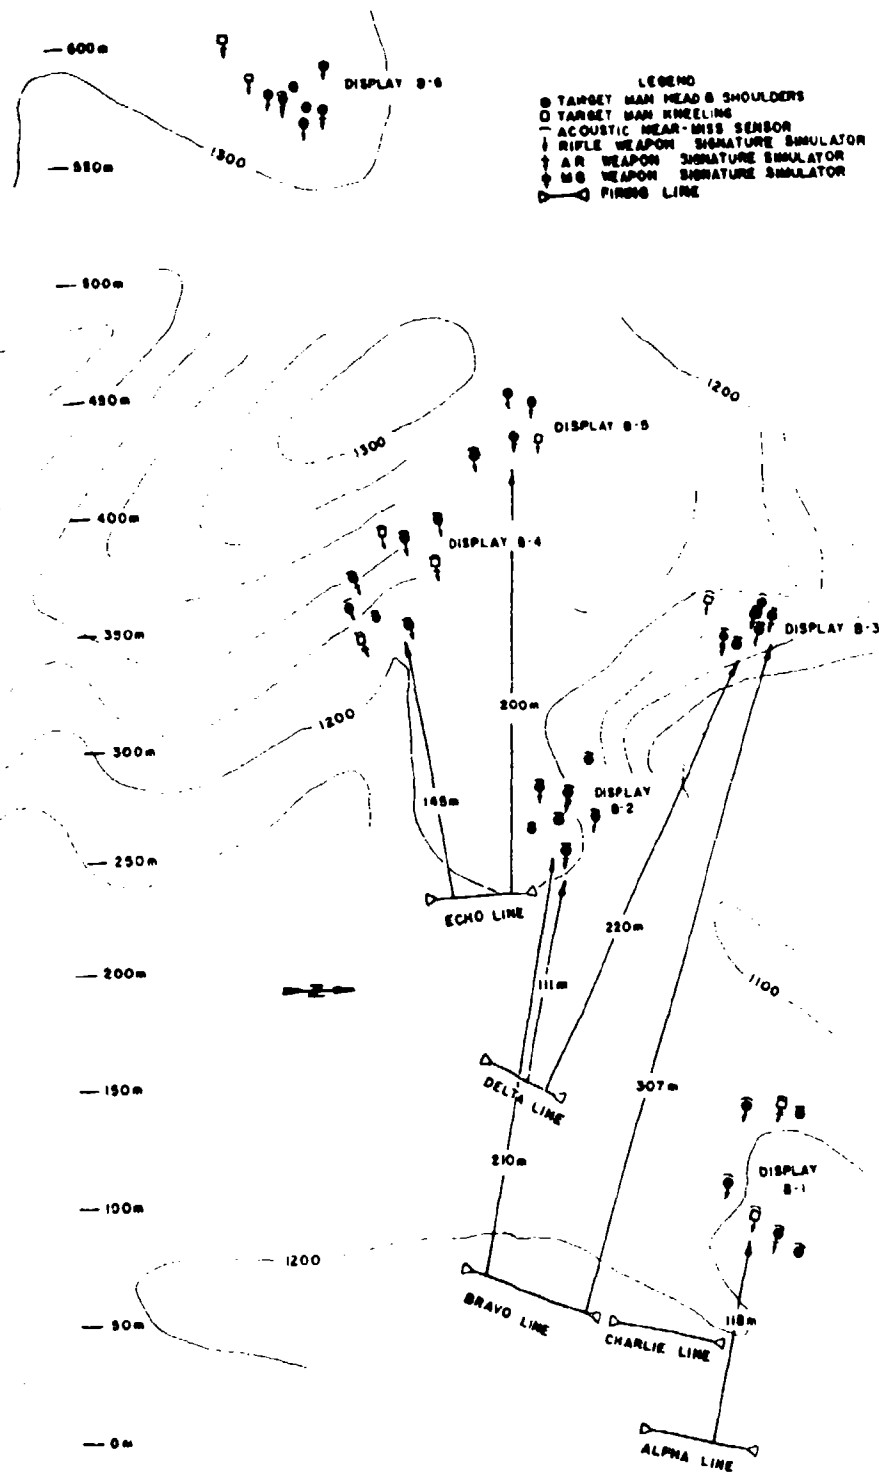 600m
DISPLAY B-6
LEGEND
TARGET MAN HEAD & SHOULDERS
TARGET MAN KNEELING
ACOUSTIC NEAR-MISS SENSOR
RIFLE WEAPON SIGNATURE SIMULATOR
AR WEAPON SIGNATURE SIMULATOR
MG WEAPON SIGNATURE SIMULATOR
FIRING LINE
1300
550m
500m
1200
450m
DISPLAY B-5
1300
400m
DISPLAY B-4
350m
DISPLAY B-3
200m
1200
300m
DISPLAY
B-2
145m
250m
ECHO LINE
220m
200m
N
111m
1100
150m
DELTA LINE
307m
210m
DISPLAY
B-1
100m
1200
BRAVO LINE
50m
118m
CHARLIE LINE
0m
ALPHA LINE